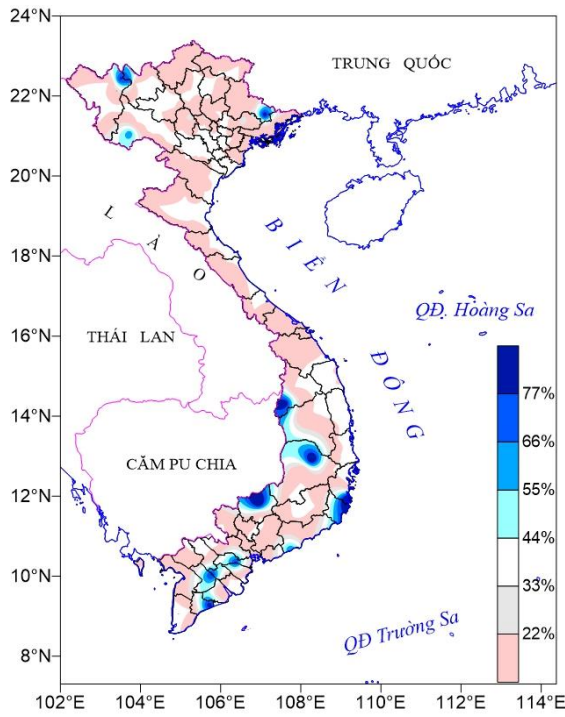 24°N
TRUNG QUỐC
22°N
20°N
LÀO
BIỂN ĐÔNG
18°N
QĐ. Hoàng Sa
16°N
THÁI LAN
77%
14°N
66%
CĂM PU CHIA
55%
12°N
44%
33%
10°N
22%
QĐ Trường Sa
8°N
102°E 104°E 106°E 108°E 110°E 112°E 114°E